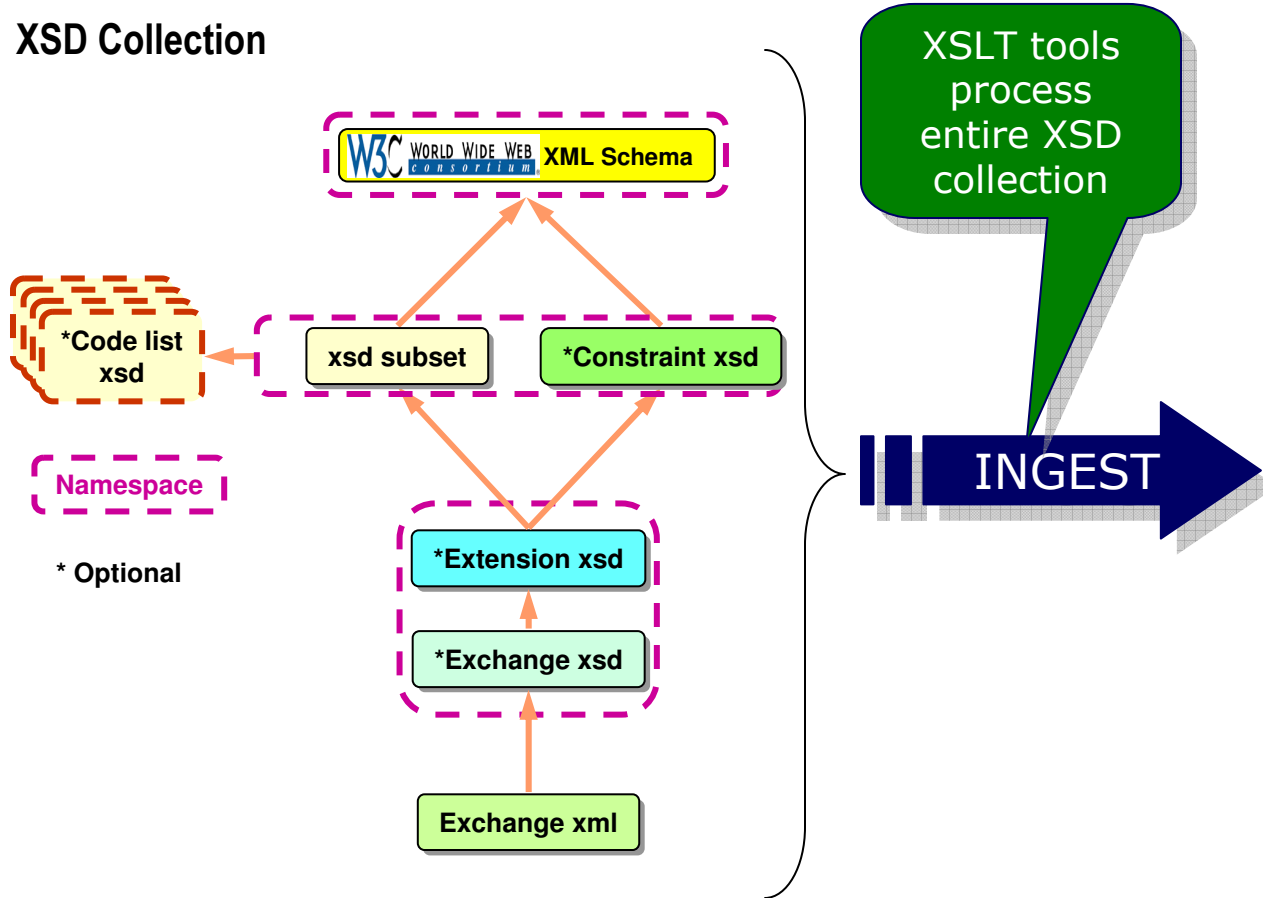 XSD Collection
XSLT tools
process
entire XSD
collection
W3C WORLD WIDE WEB
consortium
XML Schema
*Code list
xsd
xsd subset
*Constraint xsd
INGEST
Namespace
*Extension xsd
* Optional
*Exchange xsd
Exchange xml